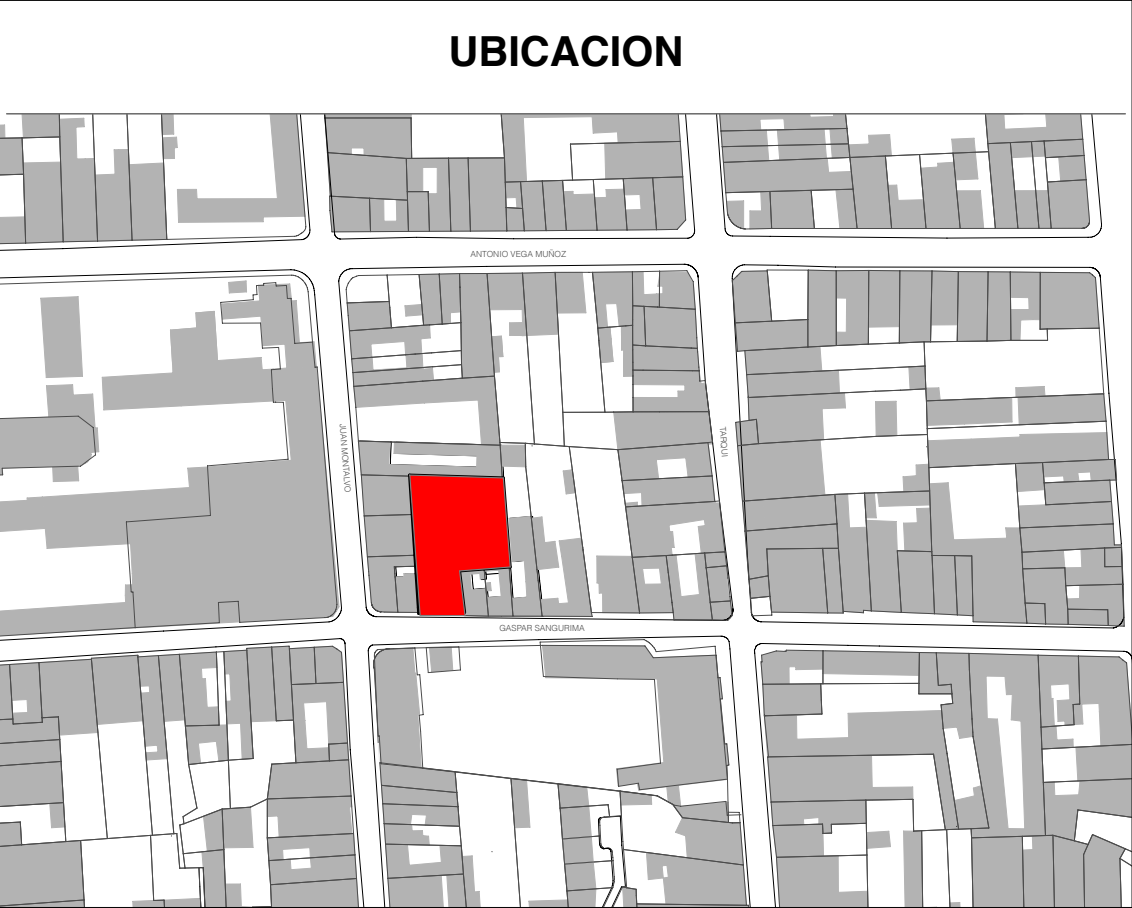 UBICACION
ANTONIO VEGA MUÑOZ
JUAN MONTALVO
TARQUI
GASPAR SANGURIMA